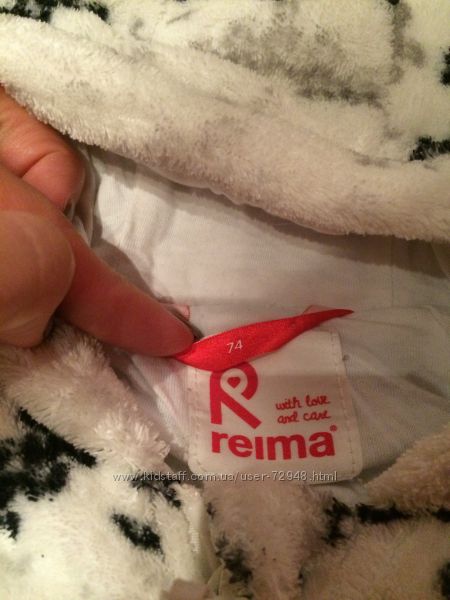 74
with love
and care
reima®
www.kidstaff.com.ua/user-72948.html